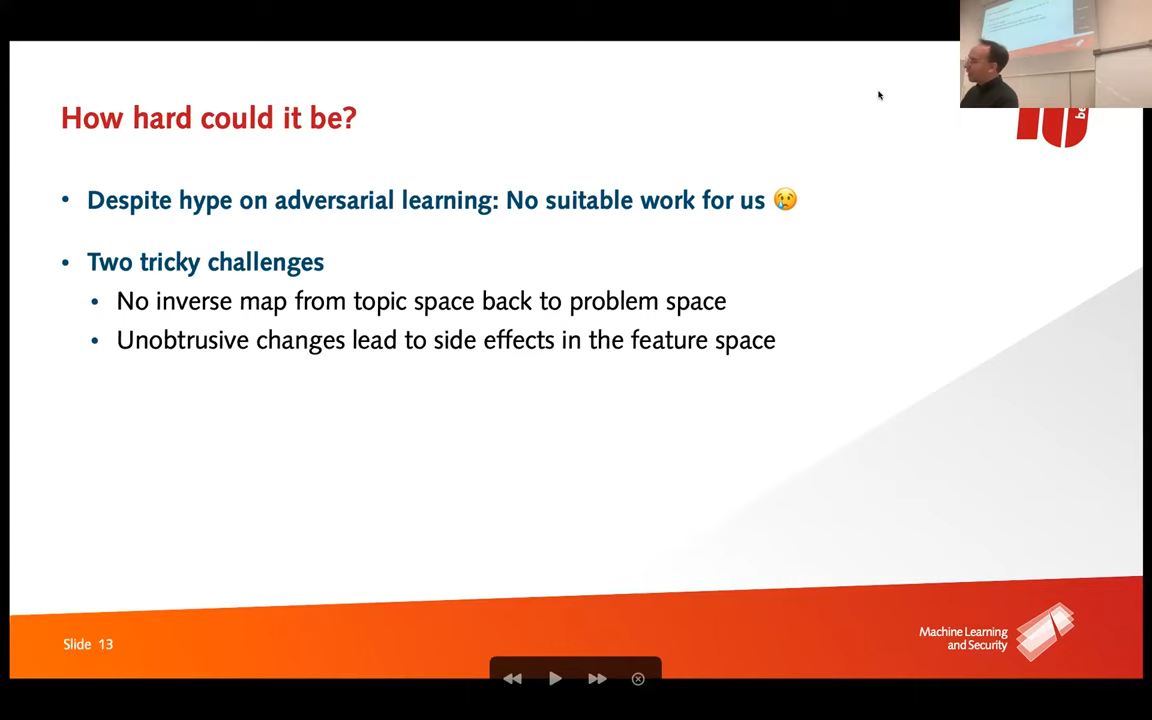 How hard could it be?
• Despite hype on adversarial learning: No suitable work for us 😢
• Two tricky challenges
• No inverse map from topic space back to problem space
• Unobtrusive changes lead to side effects in the feature space
Slide 13
Machine Learning
and Security